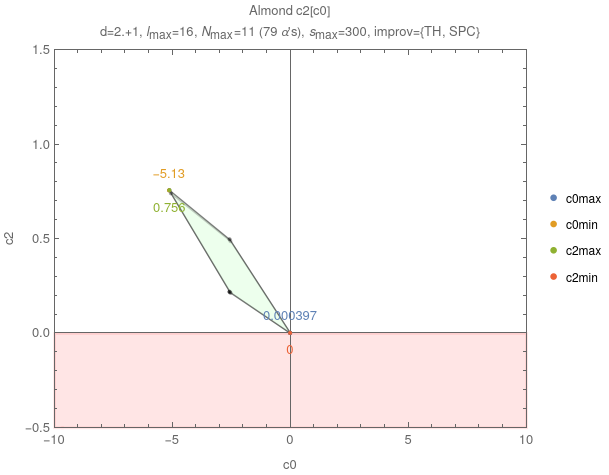 Almond c2[c0]
d=2.+1, lmax=16, Nmax=11 (79 α's), smax=300, improv={TH, SPC}
1.5
1.0
0.5
0.0
−0.5
c2
−5.13
0.755
0.000397
0
−10
−5
0
5
10
c0
c0max
c0min
c2max
c2min